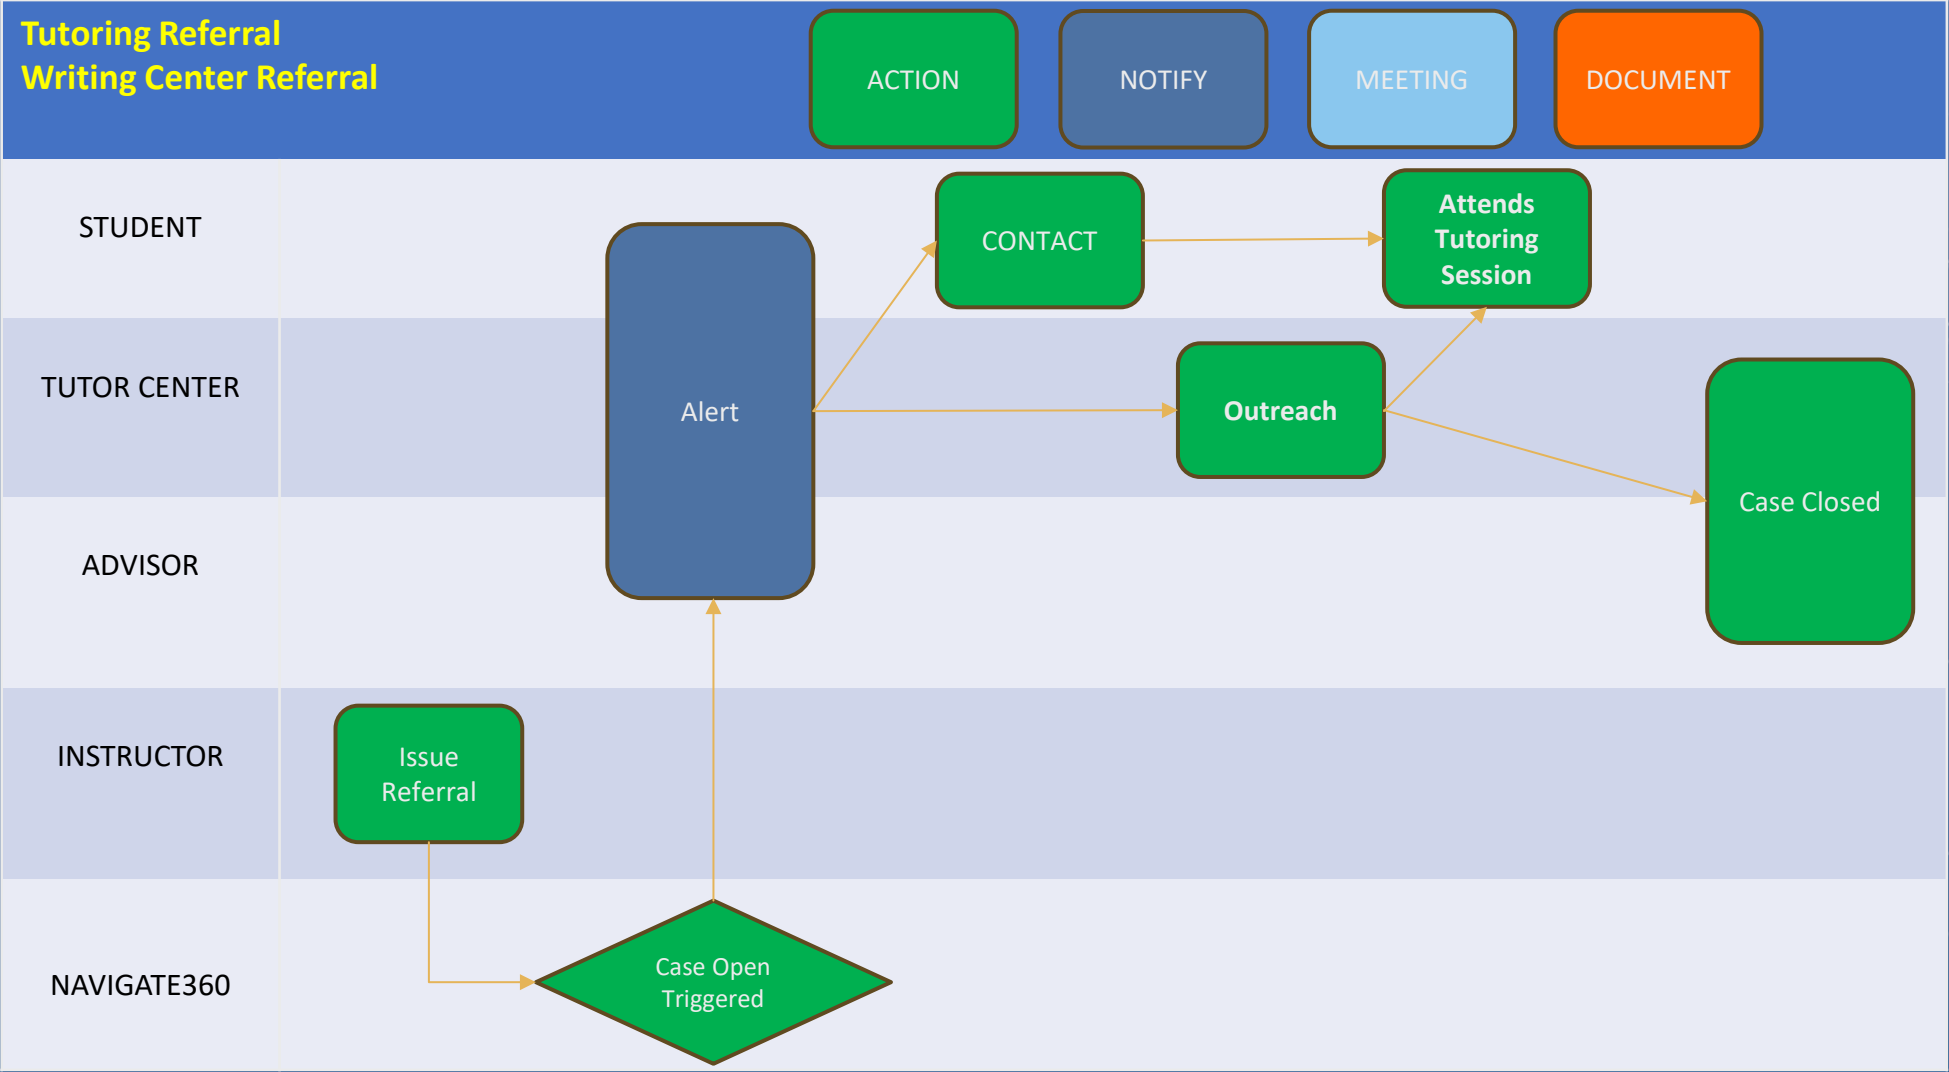 Tutoring Referral
Writing Center Referral
ACTION
NOTIFY
MEETING
DOCUMENT
STUDENT
CONTACT
Attends
Tutoring
Session
TUTOR CENTER
Alert
Outreach
Case Closed
ADVISOR
INSTRUCTOR
Issue
Referral
NAVIGATE360
Case Open
Triggered